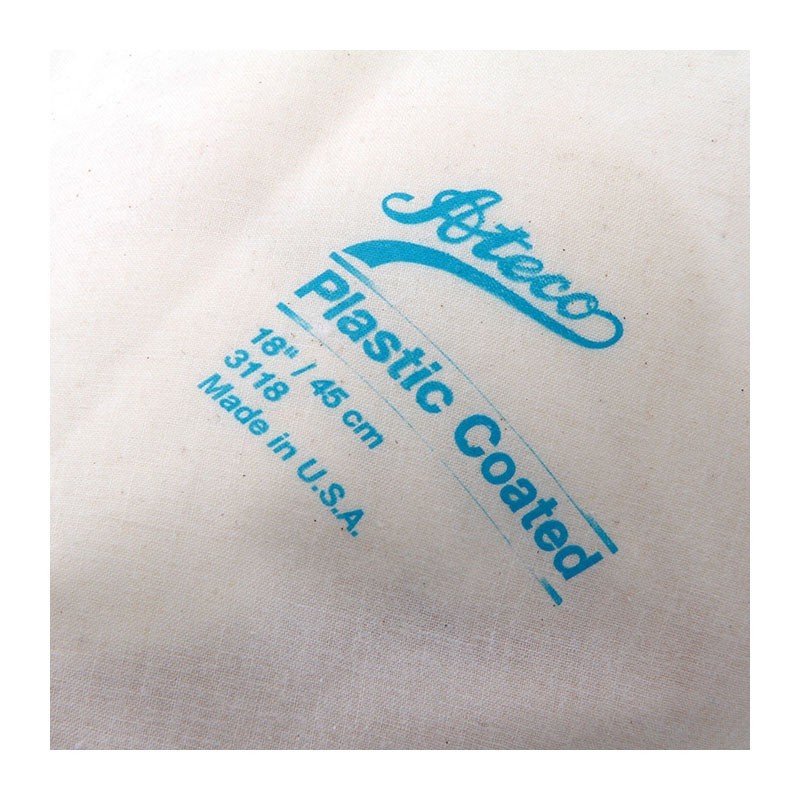 Ateco
Plastic Coated
18" / 45 cm
3118
Made in U.S.A.